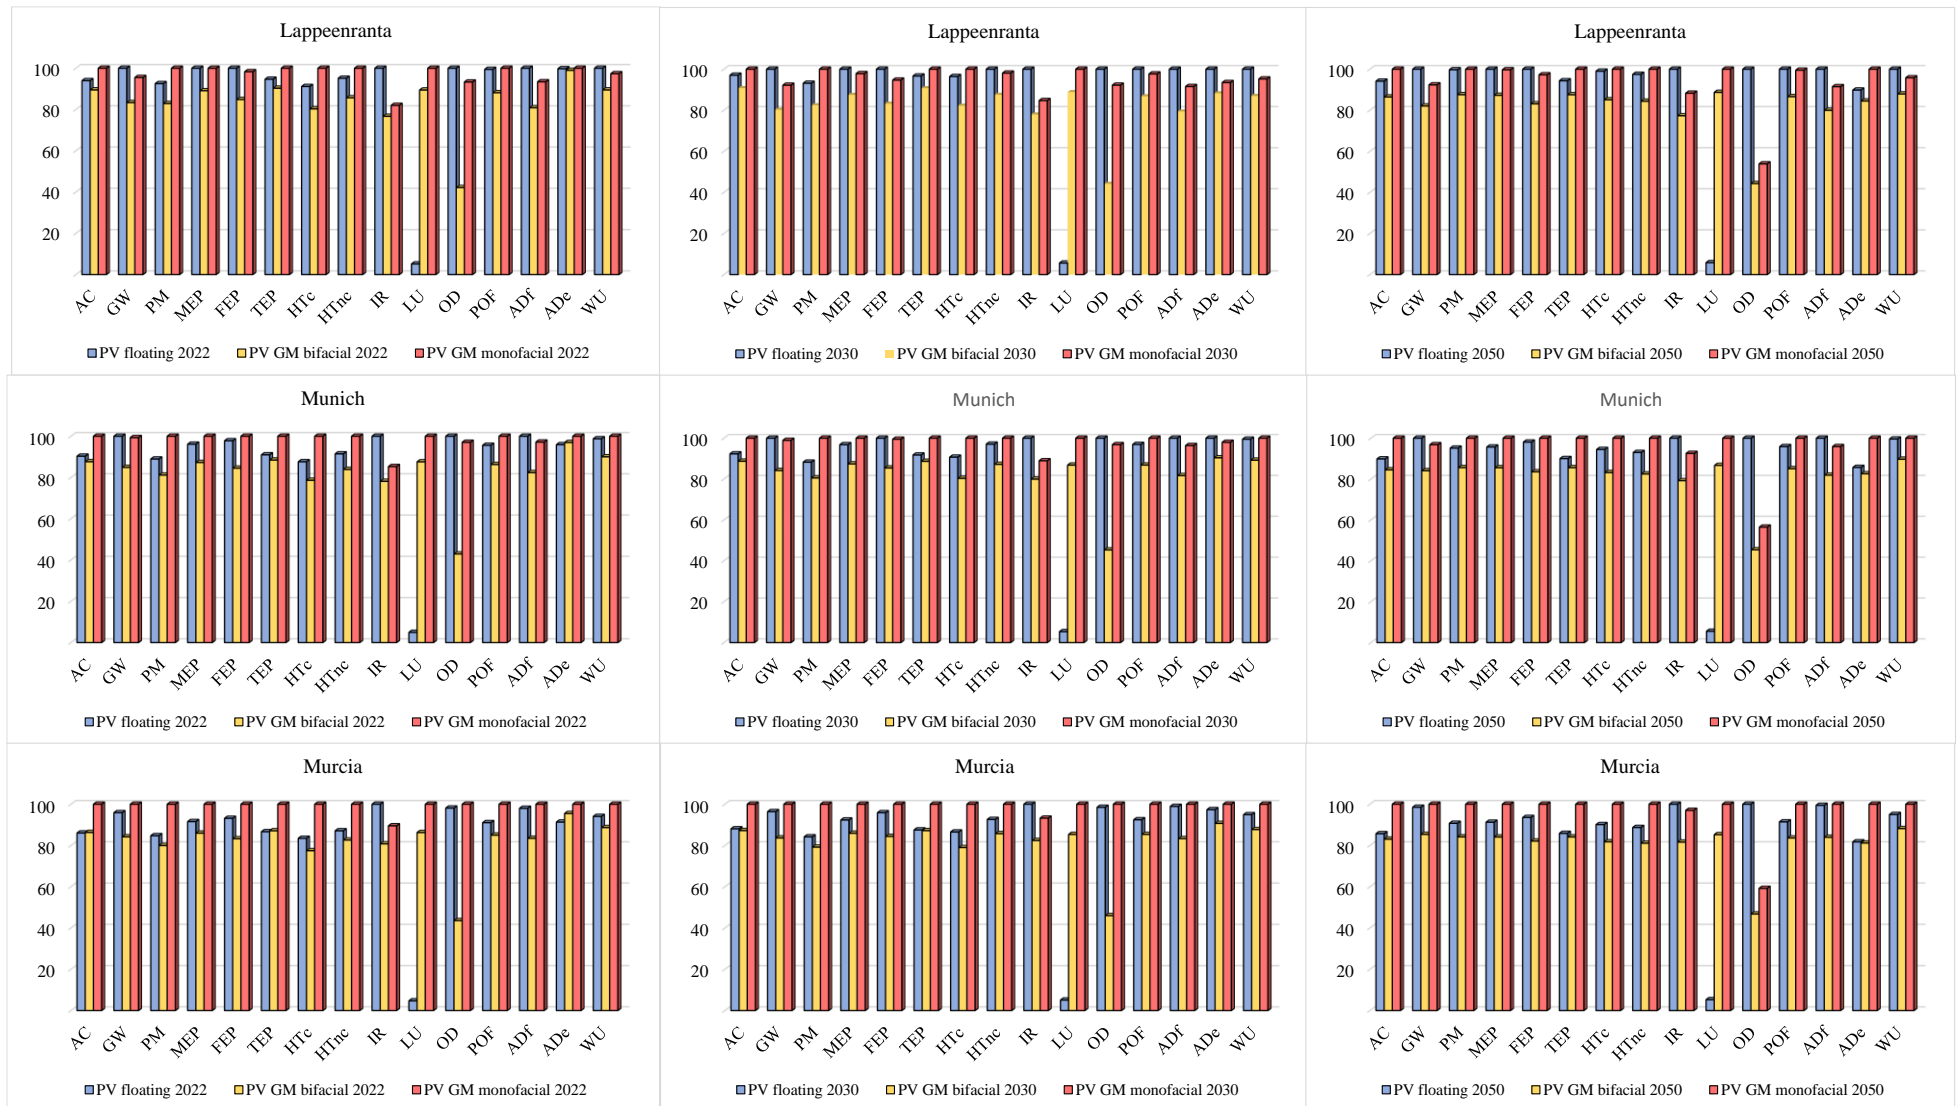 Lappeenranta
100
80
60
40
20
AC GW PM MEP FEP TEP HTc HTnc IR LU OD POF ADf ADe WU
PV floating 2022 PV GM bifacial 2022 PV GM monofacial 2022
Lappeenranta
100
80
60
40
20
AC GW PM MEP FEP TEP HTc HTnc IR LU OD POF ADf ADe WU
PV floating 2030 PV GM bifacial 2030 PV GM monofacial 2030
Lappeenranta
100
80
60
40
20
AC GW PM MEP FEP TEP HTc HTnc IR LU OD POF ADf ADe WU
PV floating 2050 PV GM bifacial 2050 PV GM monofacial 2050
Munich
100
80
60
40
20
AC GW PM MEP FEP TEP HTc HTnc IR LU OD POF ADf ADe WU
PV floating 2022 PV GM bifacial 2022 PV GM monofacial 2022
Munich
100
80
60
40
20
AC GW PM MEP FEP TEP HTc HTnc IR LU OD POF ADf ADe WU
PV floating 2030 PV GM bifacial 2030 PV GM monofacial 2030
Munich
100
80
60
40
20
AC GW PM MEP FEP TEP HTc HTnc IR LU OD POF ADf ADe WU
PV floating 2050 PV GM bifacial 2050 PV GM monofacial 2050
Murcia
100
80
60
40
20
AC GW PM MEP FEP TEP HTc HTnc IR LU OD POF ADf ADe WU
PV floating 2022 PV GM bifacial 2022 PV GM monofacial 2022
Murcia
100
80
60
40
20
AC GW PM MEP FEP TEP HTc HTnc IR LU OD POF ADf ADe WU
PV floating 2030 PV GM bifacial 2030 PV GM monofacial 2030
Murcia
100
80
60
40
20
AC GW PM MEP FEP TEP HTc HTnc IR LU OD POF ADf ADe WU
PV floating 2050 PV GM bifacial 2050 PV GM monofacial 2050